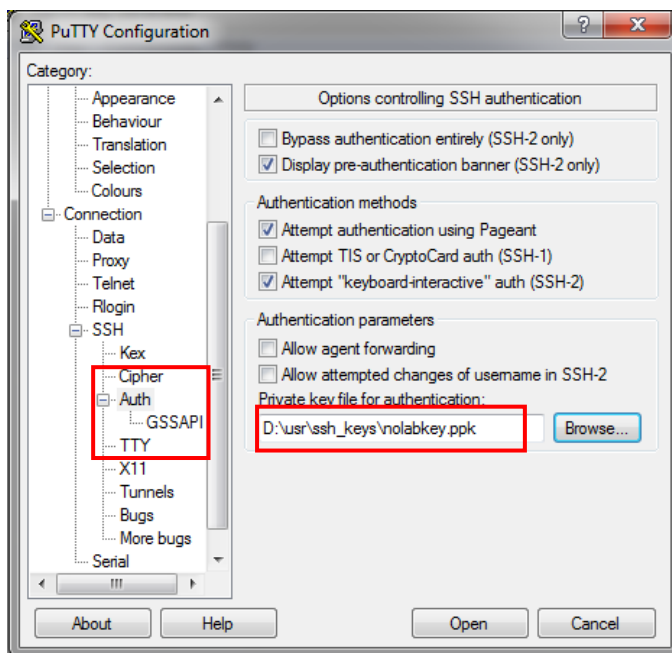 PuTTY Configuration
?
X
Category:
Appearance
Behaviour
Translation
Selection
Colours
Connection
Data
Proxy
Telnet
Rlogin
SSH
Kex
Cipher
Auth
GSSAPI
TTY
X11
Tunnels
Bugs
More bugs
Serial
Options controlling SSH authentication
Bypass authentication entirely (SSH-2 only)
Display pre-authentication banner (SSH-2 only)
Authentication methods
Attempt authentication using Pageant
Attempt TIS or CryptoCard auth (SSH-1)
Attempt "keyboard-interactive" auth (SSH-2)
Authentication parameters
Allow agent forwarding
Allow attempted changes of username in SSH-2
Private key file for authentication:
D:\usr\ssh_keys\nolabkey.ppk
Browse...
About
Help
Open
Cancel